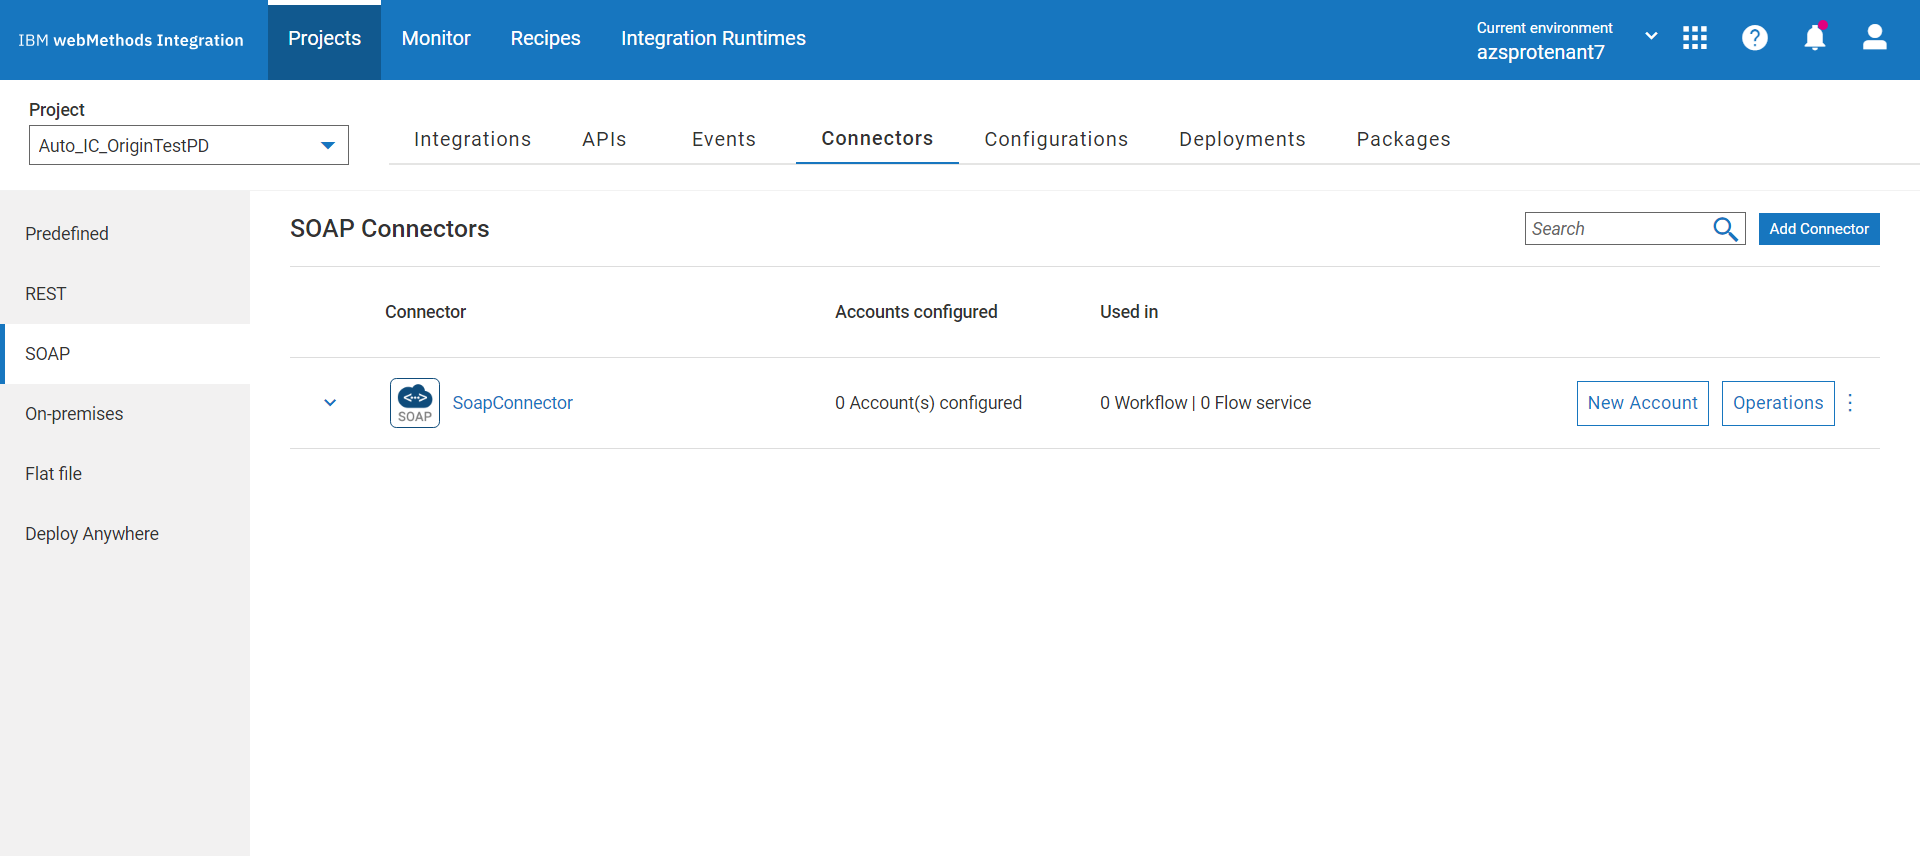 IBM webMethods Integration
Projects
Monitor
Recipes
Integration Runtimes
Current environment
azsprotenant7
Project
Auto_IC_OriginTestPD
Integrations
APIs
Events
Connectors
Configurations
Deployments
Packages
Predefined
REST
SOAP
On-premises
Flat file
Deploy Anywhere
SOAP Connectors
Search
Add Connector
Connector
Accounts configured
Used in
SOAP
SoapConnector
0 Account(s) configured
0 Workflow | 0 Flow service
New Account
Operations